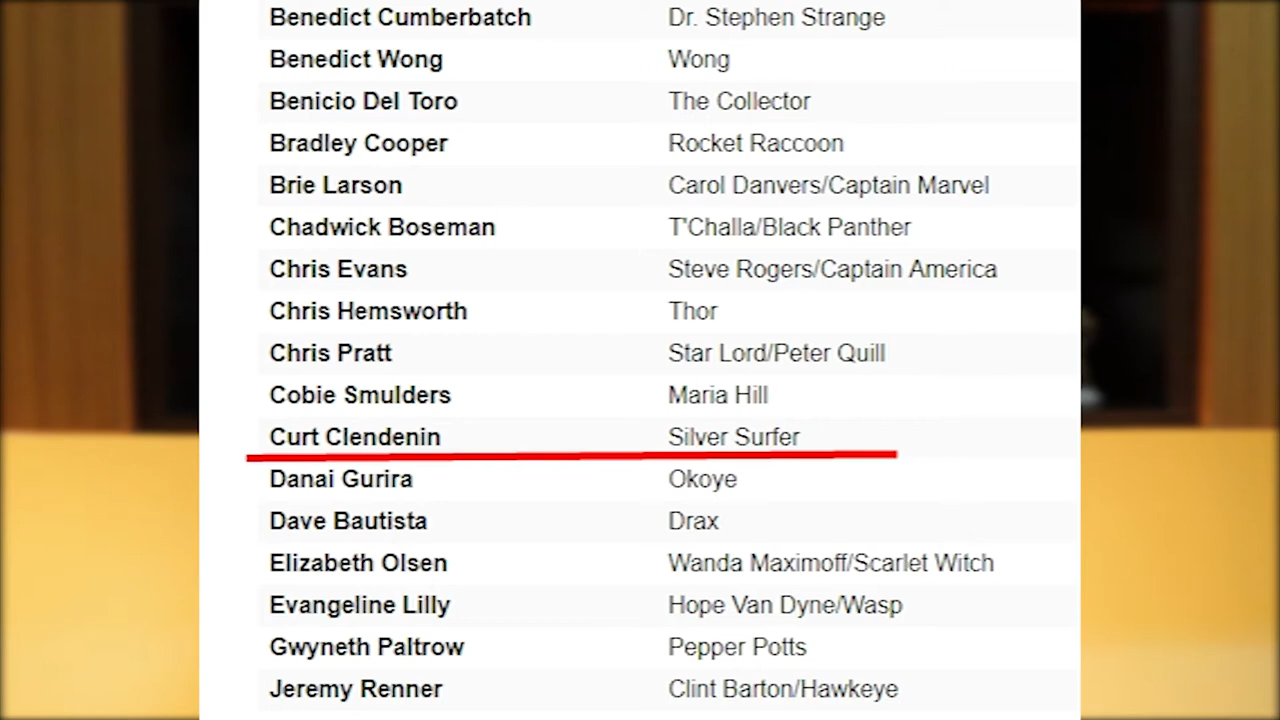 Benedict Cumberbatch Dr. Stephen Strange
Benedict Wong Wong
Benicio Del Toro The Collector
Bradley Cooper Rocket Raccoon
Brie Larson Carol Danvers/Captain Marvel
Chadwick Boseman T'Challa/Black Panther
Chris Evans Steve Rogers/Captain America
Chris Hemsworth Thor
Chris Pratt Star Lord/Peter Quill
Cobie Smulders Maria Hill
Curt Clendenin Silver Surfer
Danai Gurira Okoye
Dave Bautista Drax
Elizabeth Olsen Wanda Maximoff/Scarlet Witch
Evangeline Lilly Hope Van Dyne/Wasp
Gwyneth Paltrow Pepper Potts
Jeremy Renner Clint Barton/Hawkeye